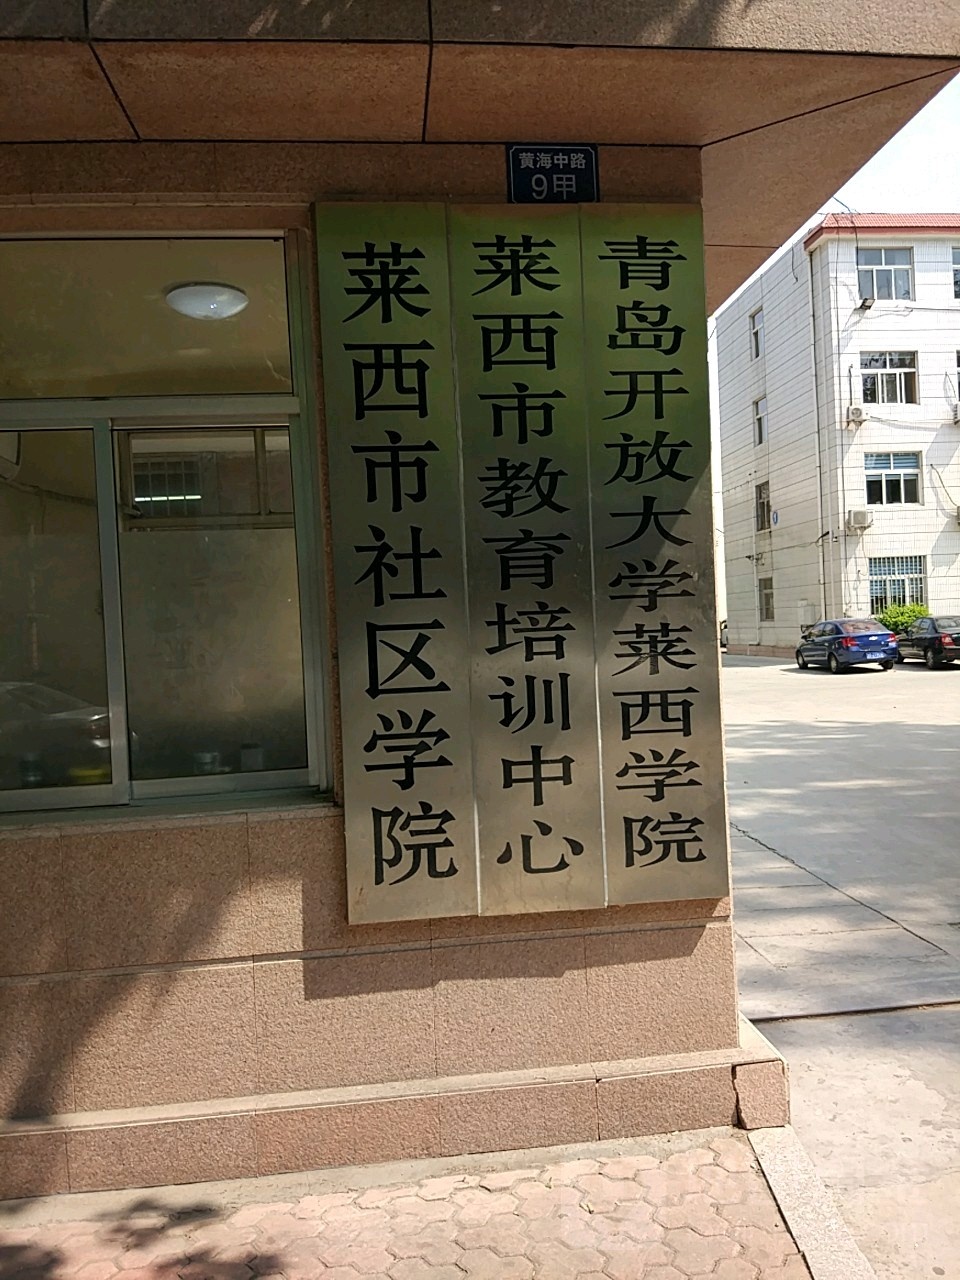 黄海中路
9甲
莱西市社区学院
莱西市教育培训中心
青岛开放大学莱西学院